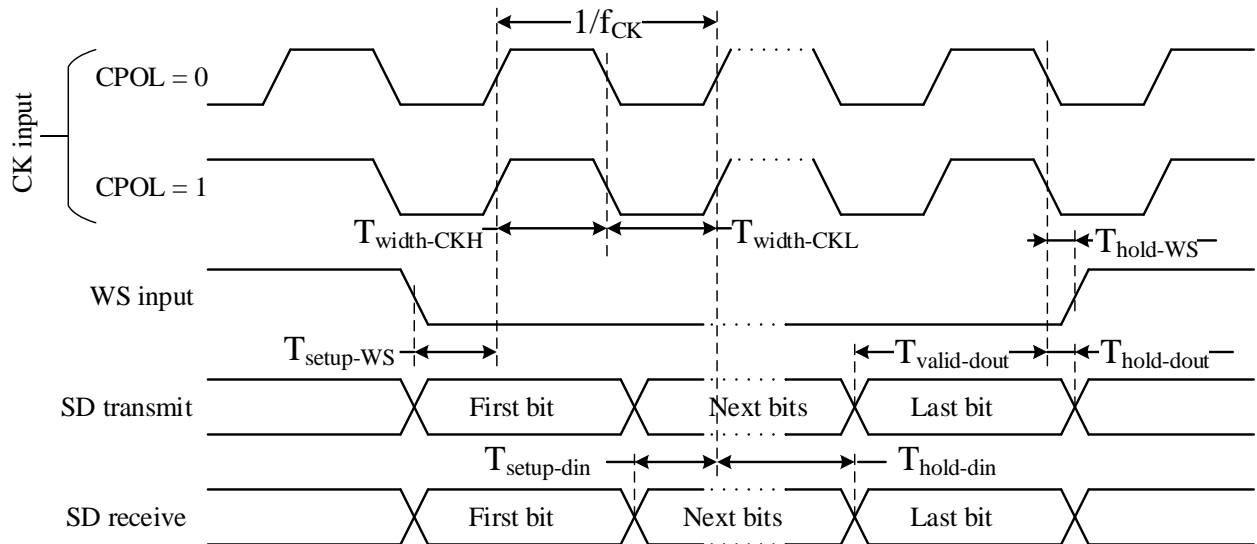 1/fCK
CK input
CPOL = 0
CPOL = 1
Twidth-CKH
Twidth-CKL
Thold-WS
WS input
Tsetup-WS
Tvalid-dout
Thold-dout
SD transmit
First bit
Next bits
Last bit
Tsetup-din
Thold-din
SD receive
First bit
Next bits
Last bit